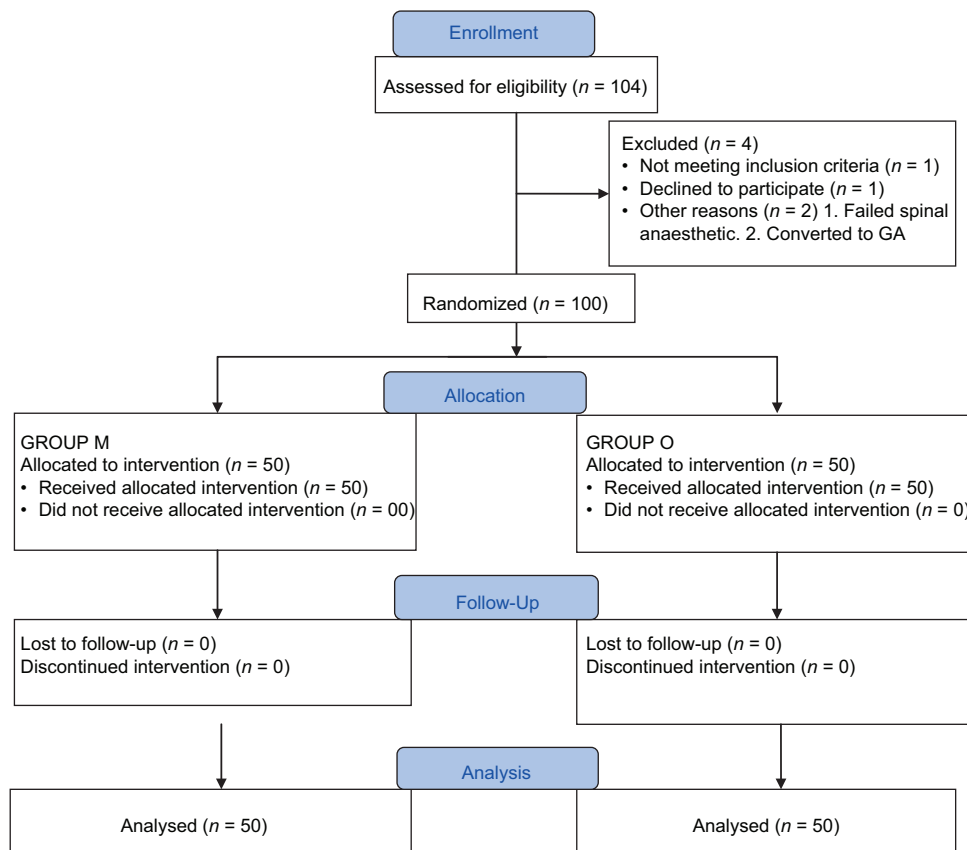 Enrollment
Assessed for eligibility (n = 104)
Excluded (n = 4)
• Not meeting inclusion criteria (n = 1)
• Declined to participate (n = 1)
• Other reasons (n = 2) 1. Failed spinal
anaesthetic. 2. Converted to GA
Randomized (n = 100)
Allocation
GROUP M
Allocated to intervention (n = 50)
• Received allocated intervention (n = 50)
• Did not receive allocated intervention (n = 00)
GROUP O
Allocated to intervention (n = 50)
• Received allocated intervention (n = 50)
• Did not receive allocated intervention (n = 0)
Follow-Up
Lost to follow-up (n = 0)
Discontinued intervention (n = 0)
Lost to follow-up (n = 0)
Discontinued intervention (n = 0)
Analysis
Analysed (n = 50)
Analysed (n = 50)